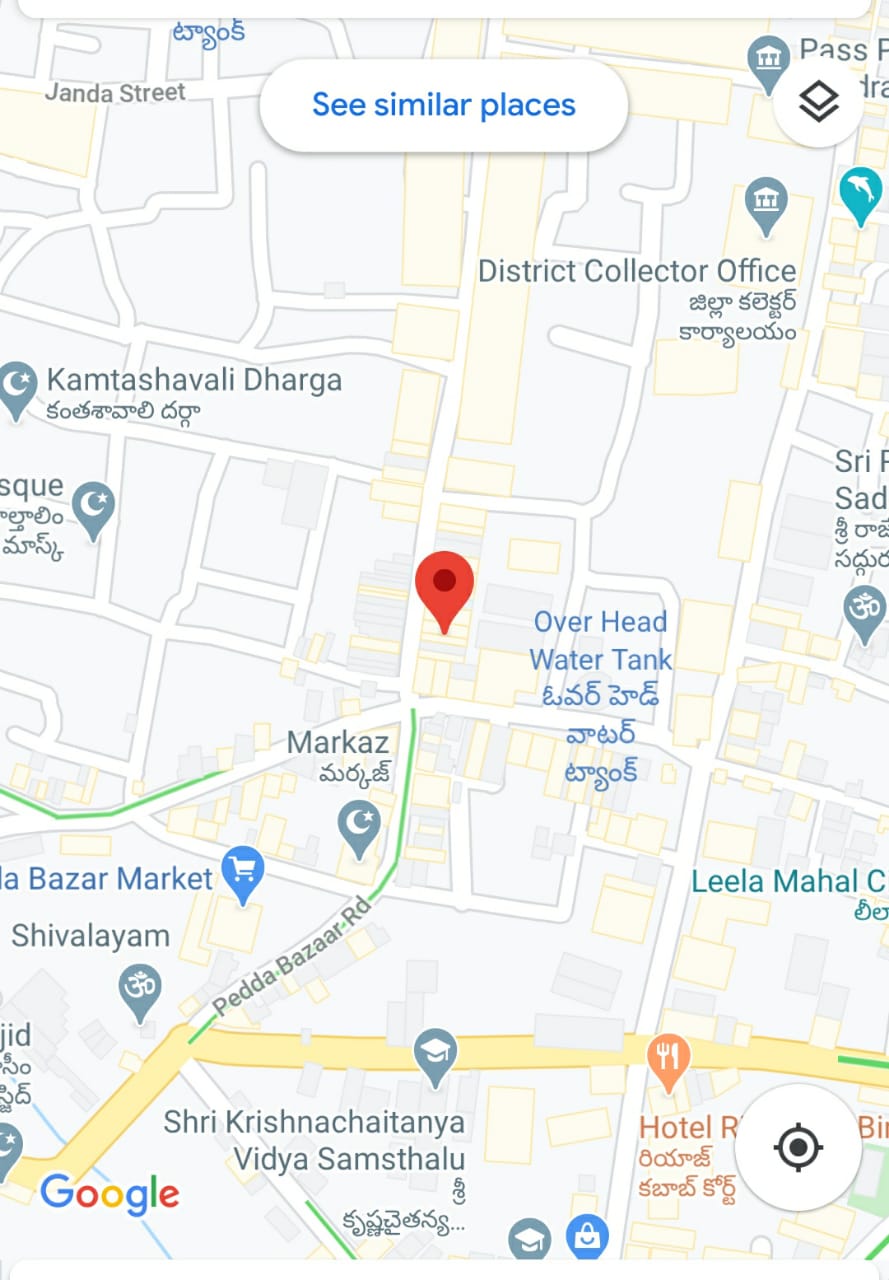 ట్యాంక్
Pass
Janda Street
See similar places
District Collector Office
జిల్లా కలెక్టర్
కార్యాలయం
Kamtashavali Dharga
కంతశావాలి దర్గా
Sri
Sad
శ్రీ
మాస్క్
Over Head
Water Tank
ఓవర్ హెడ్
వాటర్
ట్యాంక్
Markaz
మర్కజ్
Bazar Market
Leela Mahal
Shivalayam
Pedda Bazaar Rd
Shri Krishnachaitanya
Vidya Samsthalu
శ్రీ
కృష్ణచైతన్య...
Hotel
రియాజ్
కబాబ్ కోర్ట్
Google